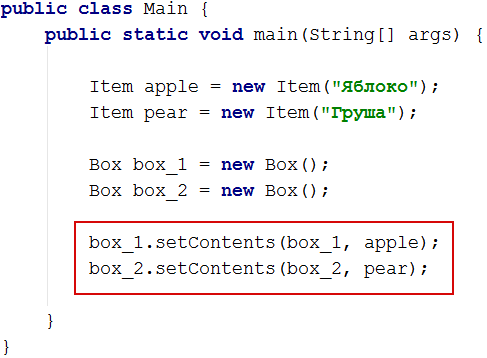 public class Main {
public static void main(String[] args) {
Item apple = new Item("Яблоко");
Item pear = new Item("Груша");
Box box_1 = new Box();
Box box_2 = new Box();
box_1.setContents(box_1, apple);
box_2.setContents(box_2, pear);
}
}